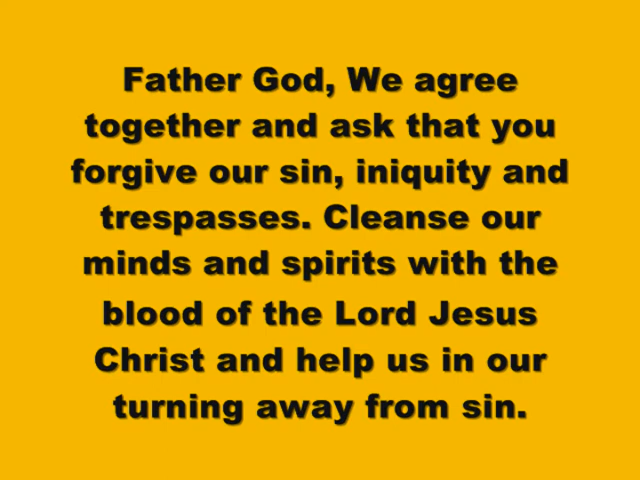 Father God, We agree
together and ask that you
forgive our sin, iniquity and
trespasses. Cleanse our
minds and spirits with the
blood of the Lord Jesus
Christ and help us in our
turning away from sin.